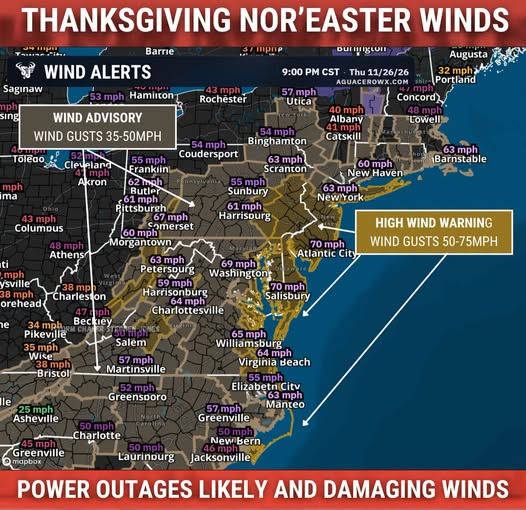 THANKSGIVING NOR'EASTER WINDS
WIND ALERTS
9:00 PM CST · Thu 11/26/26
AGUACEROWX.COM
Barrie
37 mph
Burlington
Augusta
32 mph
Portland
Saginaw
53 mph
Hamilton
43 mph
Rochester
57 mph
Utica
47 mph
Concord
48 mph
Lowell
40 mph
Albany
41 mph
Catskill
WIND ADVISORY
WIND GUSTS 35-50MPH
54 mph
Binghamton
54 mph
Coudersport
63 mph
Barnstable
Toledo
52 mph
Cleveland
Akron
55 mph
Franklin
63 mph
Scranton
60 mph
New Haven
62 mph
Butler
61 mph
Pittsburgh
55 mph
Sunbury
63 mph
New York
61 mph
Harrisburg
67 mph
Somerset
43 mph
Columbus
60 mph
Morgantown
HIGH WIND WARNING
WIND GUSTS 50-75MPH
48 mph
Athens
70 mph
Atlantic City
63 mph
Petersburg
69 mph
Washington
59 mph
Harrisonburg
70 mph
Salisbury
38 mph
Charleston
38 mph
orehead
64 mph
Charlottesville
47 mph
Beckley
34 mph
Pikeville
Salem
65 mph
Williamsburg
35 mph
Wise
64 mph
Virginia Beach
38 mph
Bristol
57 mph
Martinsville
55 mph
Elizabeth City
52 mph
Greensboro
63 mph
Manteo
25 mph
Asheville
57 mph
Greenville
50 mph
Charlotte
50 mph
New Bern
45 mph
Greenville
50 mph
Laurinburg
46 mph
Jacksonville
mapbox
POWER OUTAGES LIKELY AND DAMAGING WINDS